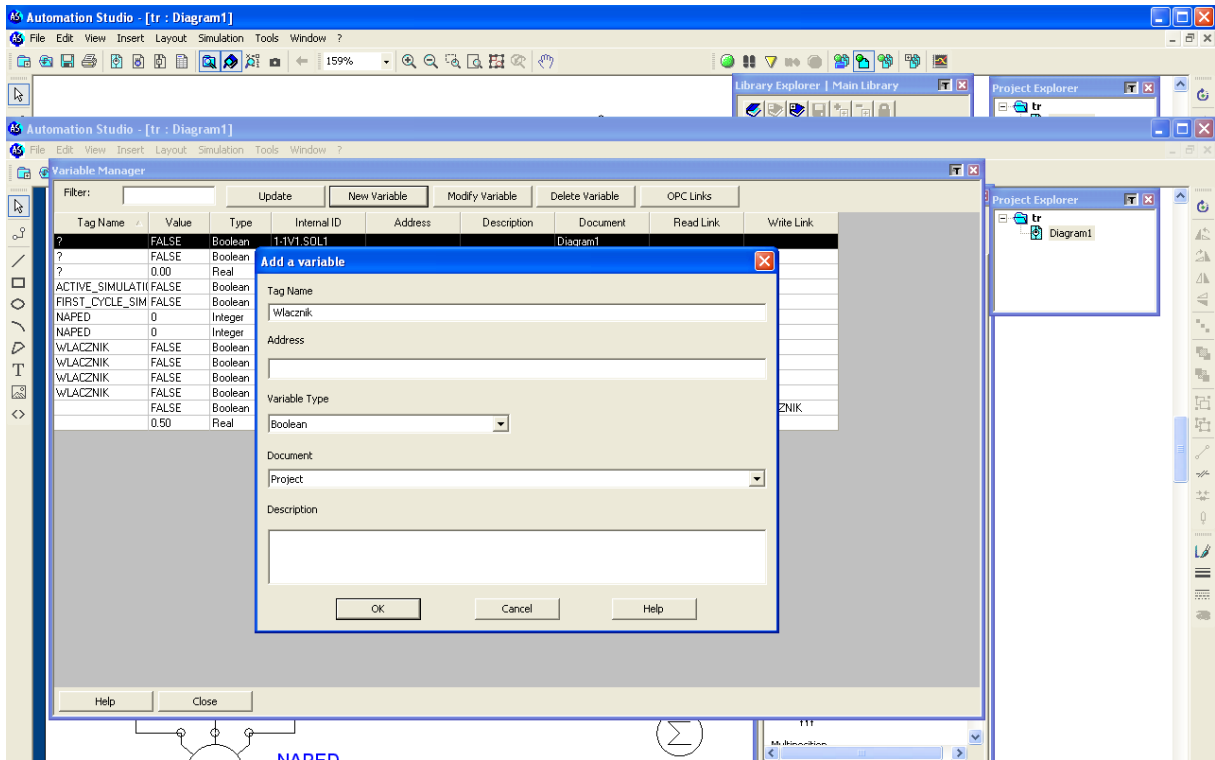 Automation Studio - [tr : Diagram1]
File Edit View Insert Layout Simulation Tools Window ?
159%
Library Explorer | Main Library
Project Explorer
tr
Automation Studio - [tr : Diagram1]
File Edit View Insert Layout Simulation Tools Window ?
Variable Manager
Filter: Update New Variable Modify Variable Delete Variable OPC Links
Project Explorer
tr
Diagram1
Tag Name Value Type Internal ID Address Description Document Read Link Write Link
? FALSE Boolean 1-1V1.SOL1 Diagram1
? FALSE Boolean
? 0.00 Real
ACTIVE_SIMULATI FALSE Boolean
FIRST_CYCLE_SIM FALSE Boolean
NAPED 0 Integer
NAPED 0 Integer
WLACZNIK FALSE Boolean
WLACZNIK FALSE Boolean
WLACZNIK FALSE Boolean
WLACZNIK FALSE Boolean
FALSE Boolean ZNIK
0.50 Real
Add a variable
Tag Name
Wlacznik
Address
Variable Type
Boolean
Document
Project
Description
OK Cancel Help
Help Close
NAPED
Multiposition